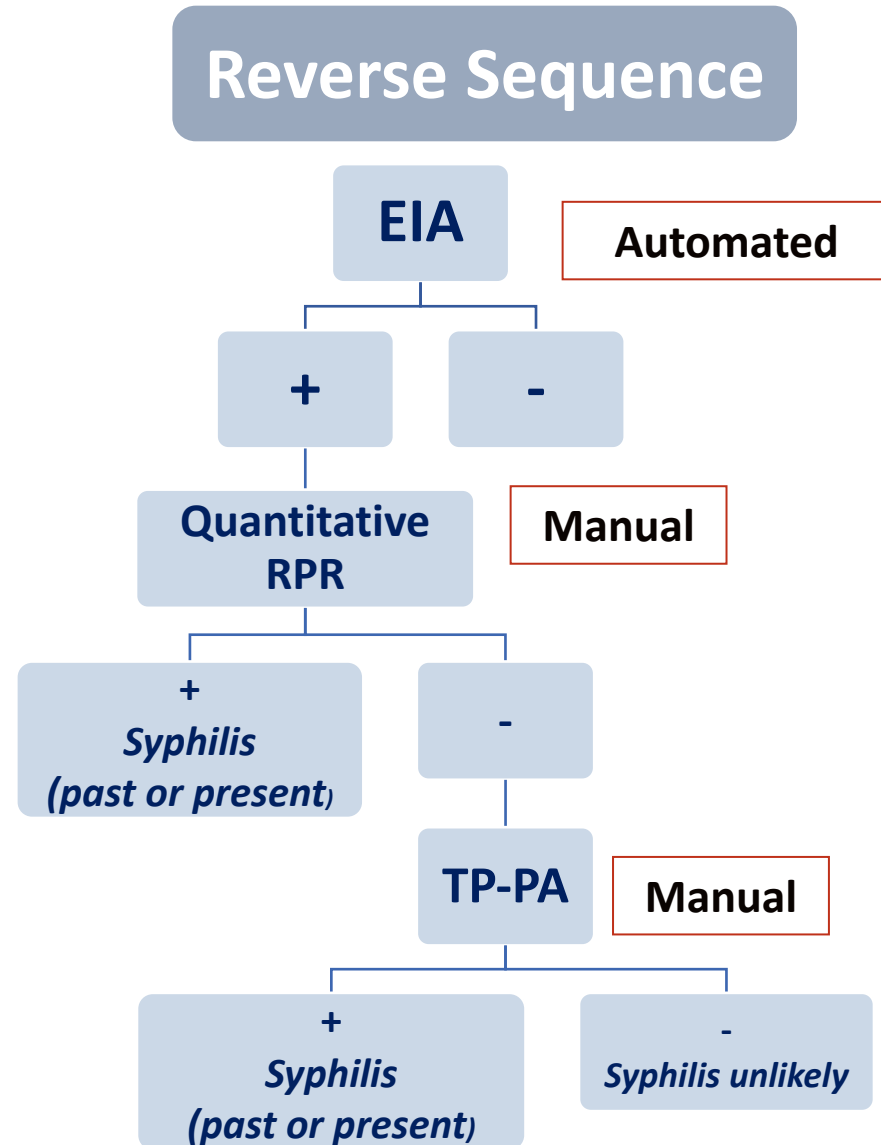 Reverse Sequence
EIA
Automated
+
-
Quantitative
RPR
Manual
+
Syphilis
(past or present)
-
TP-PA
Manual
+
Syphilis
(past or present)
-
Syphilis unlikely